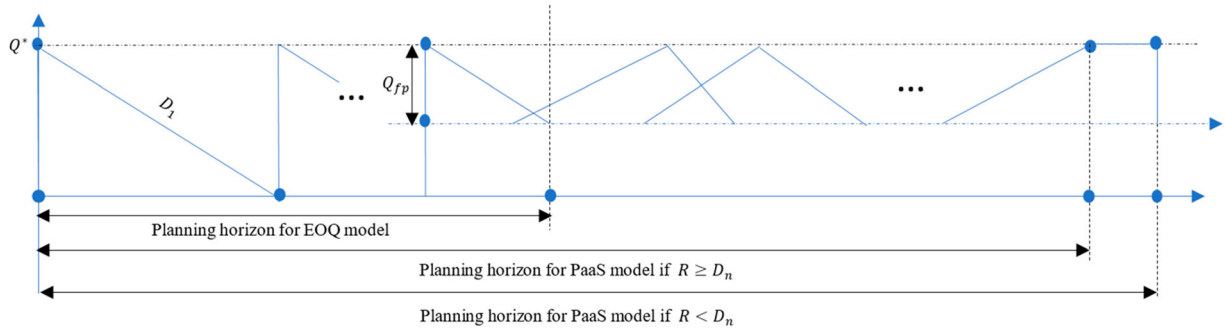 Q*
D₁
...
Q_fp
...
Planning horizon for EOQ model
Planning horizon for PaaS model if R ≥ Dₙ
Planning horizon for PaaS model if R < Dₙ